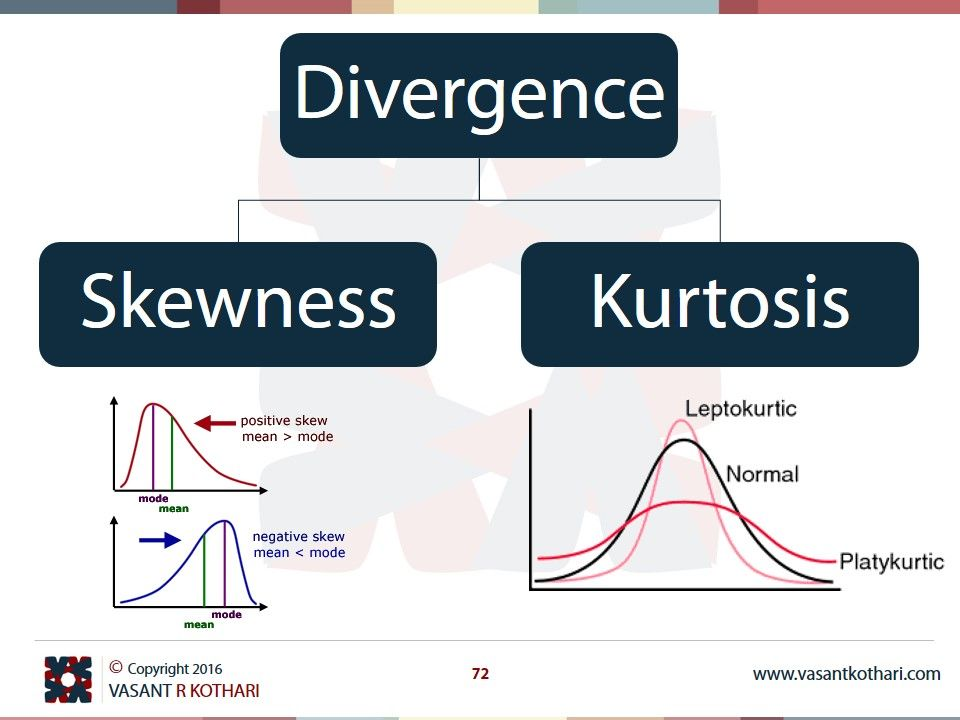 Divergence
Skewness
Kurtosis
positive skew
mean > mode
mode
mean
negative skew
mean < mode
mode
mean
Leptokurtic
Normal
Platykurtic
© Copyright 2016
VASANT R KOTHARI
72
www.vasantkothari.com